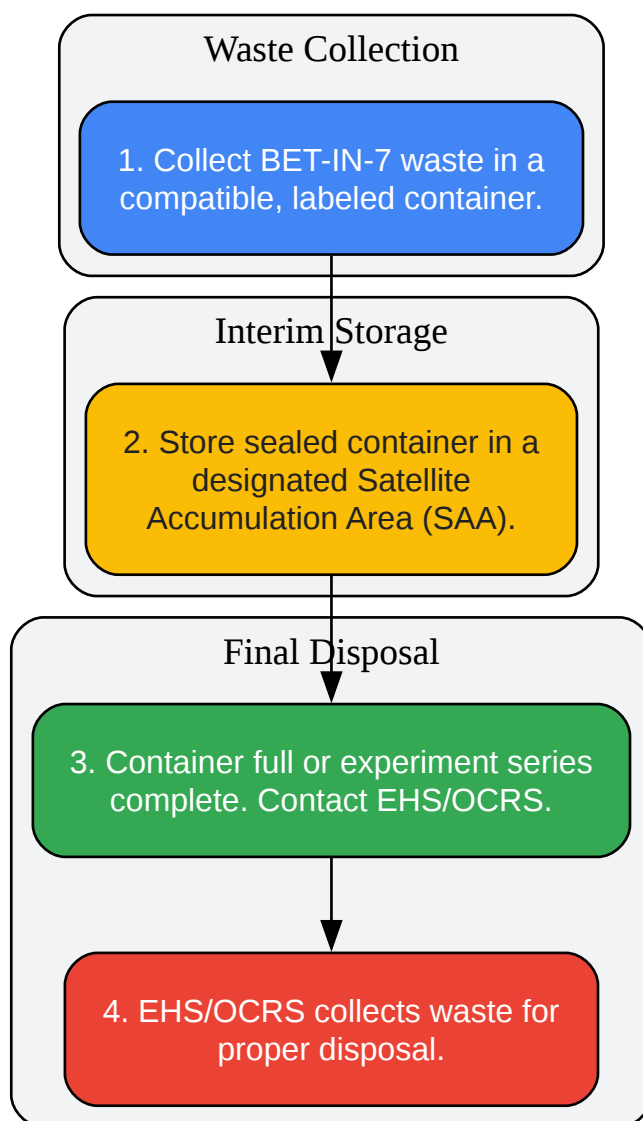 Waste Collection
1. Collect BET-IN-7 waste in a
compatible, labeled container.
Interim Storage
2. Store sealed container in a
designated Satellite
Accumulation Area (SAA).
Final Disposal
3. Container full or experiment series
complete. Contact EHS/OCRS.
4. EHS/OCRS collects waste for
proper disposal.